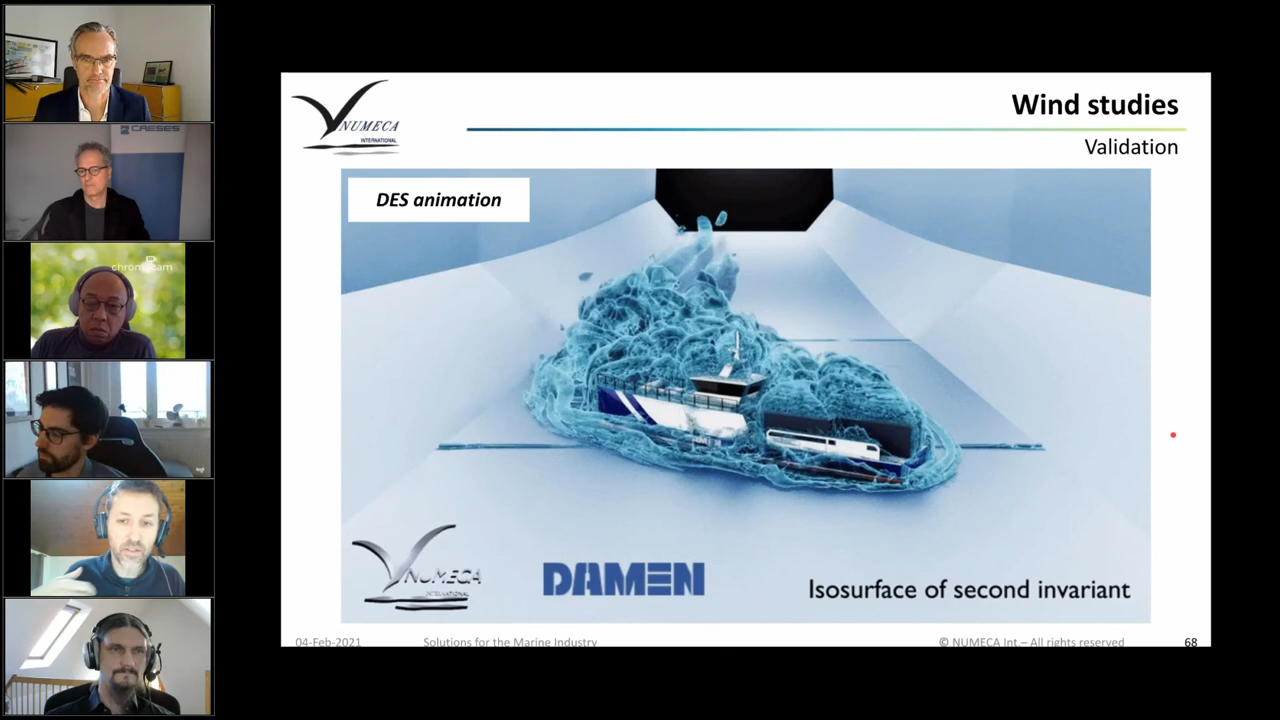 CAESES
chromacam
NUMECA
INTERNATIONAL
Wind studies
Validation
DES animation
NUMECA
INTERNATIONAL
DAMEN
Isosurface of second invariant
04-Feb-2021
Solutions for the Marine Industry
© NUMECA Int.– All rights reserved
68